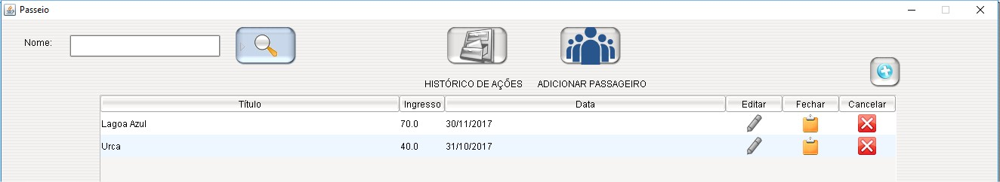 Passeio
Nome:
HISTÓRICO DE AÇÕES ADICIONAR PASSAGEIRO
Título Ingresso Data Editar Fechar Cancelar
Lagoa Azul 70.0 30/11/2017
Urca 40.0 31/10/2017